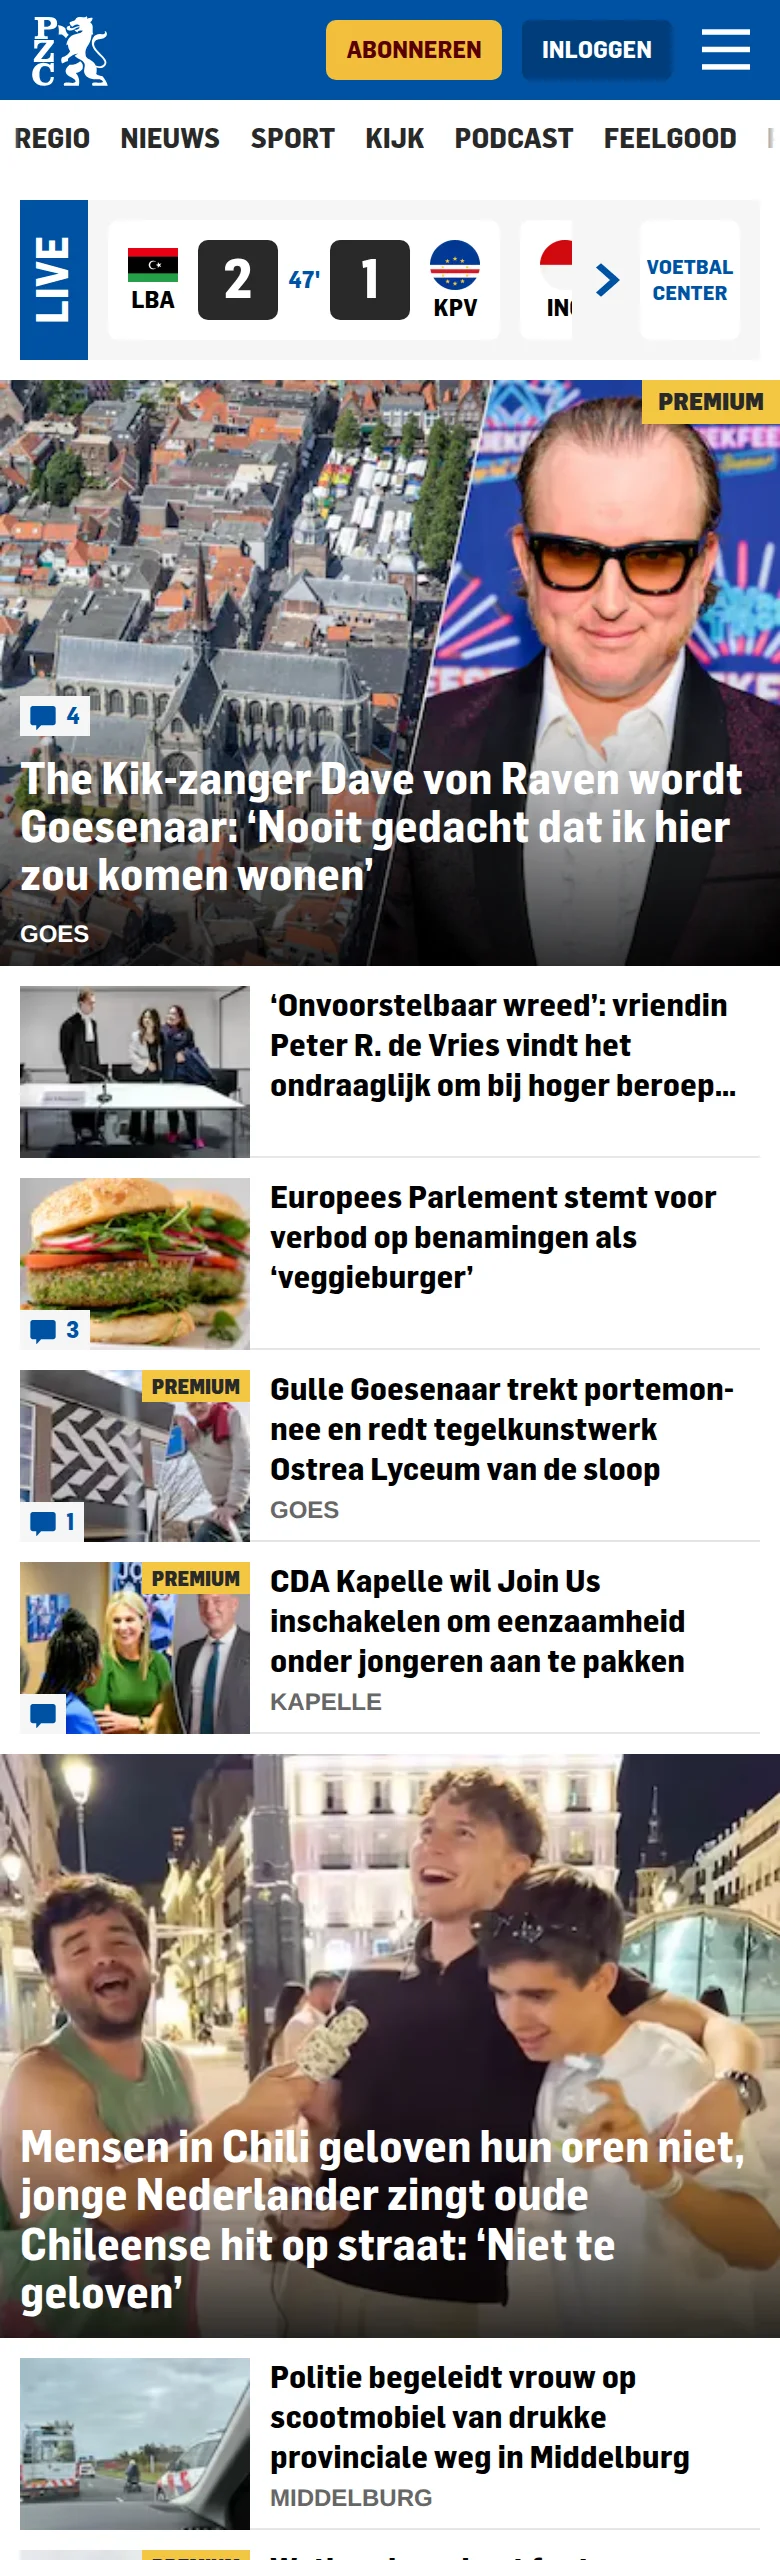 PZC
ABONNEREN
INLOGGEN
REGIO NIEUWS SPORT KIJK PODCAST FEELGOOD
LIVE
LBA
2
47'
1
KPV
VOETBAL
CENTER
PREMIUM
4
The Kik-zanger Dave von Raven wordt
Goesenaar: ‘Nooit gedacht dat ik hier
zou komen wonen’
GOES
‘Onvoorstelbaar wreed’: vriendin
Peter R. de Vries vindt het
ondraaglijk om bij hoger beroep...
Europees Parlement stemt voor
verbod op benamingen als
‘veggieburger’
3
PREMIUM
Gulle Goesenaar trekt portemon-
nee en redt tegelkunstwerk
Ostrea Lyceum van de sloop
GOES
1
PREMIUM
CDA Kapelle wil Join Us
inschakelen om eenzaamheid
onder jongeren aan te pakken
KAPELLE
Mensen in Chili geloven hun oren niet,
jonge Nederlander zingt oude
Chileense hit op straat: ‘Niet te
geloven’
Politie begeleidt vrouw op
scootmobiel van drukke
provinciale weg in Middelburg
MIDDELBURG